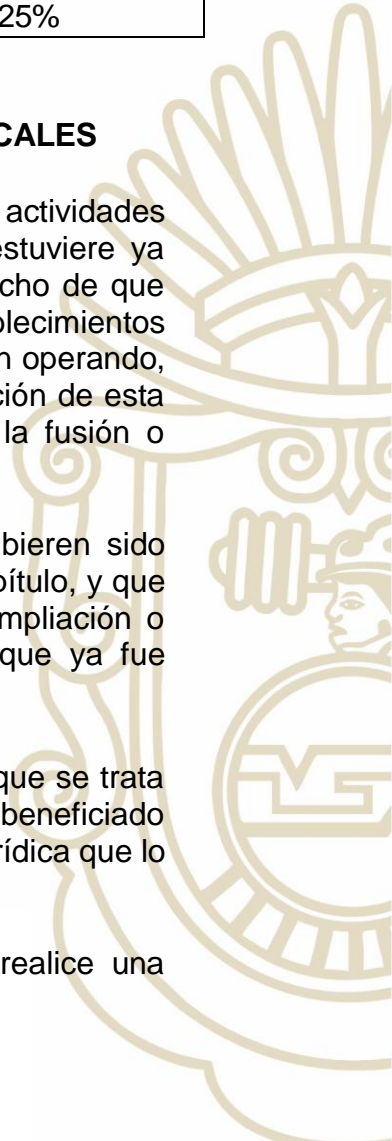 25%
CALES
actividades
estuviere ya
cho de que
olecimientos
n operando,
ción de esta
la fusión o
bieren sido
pítulo, y que
mpliación o
que ya fue
que se trata
beneficiado
rídica que lo
realice una